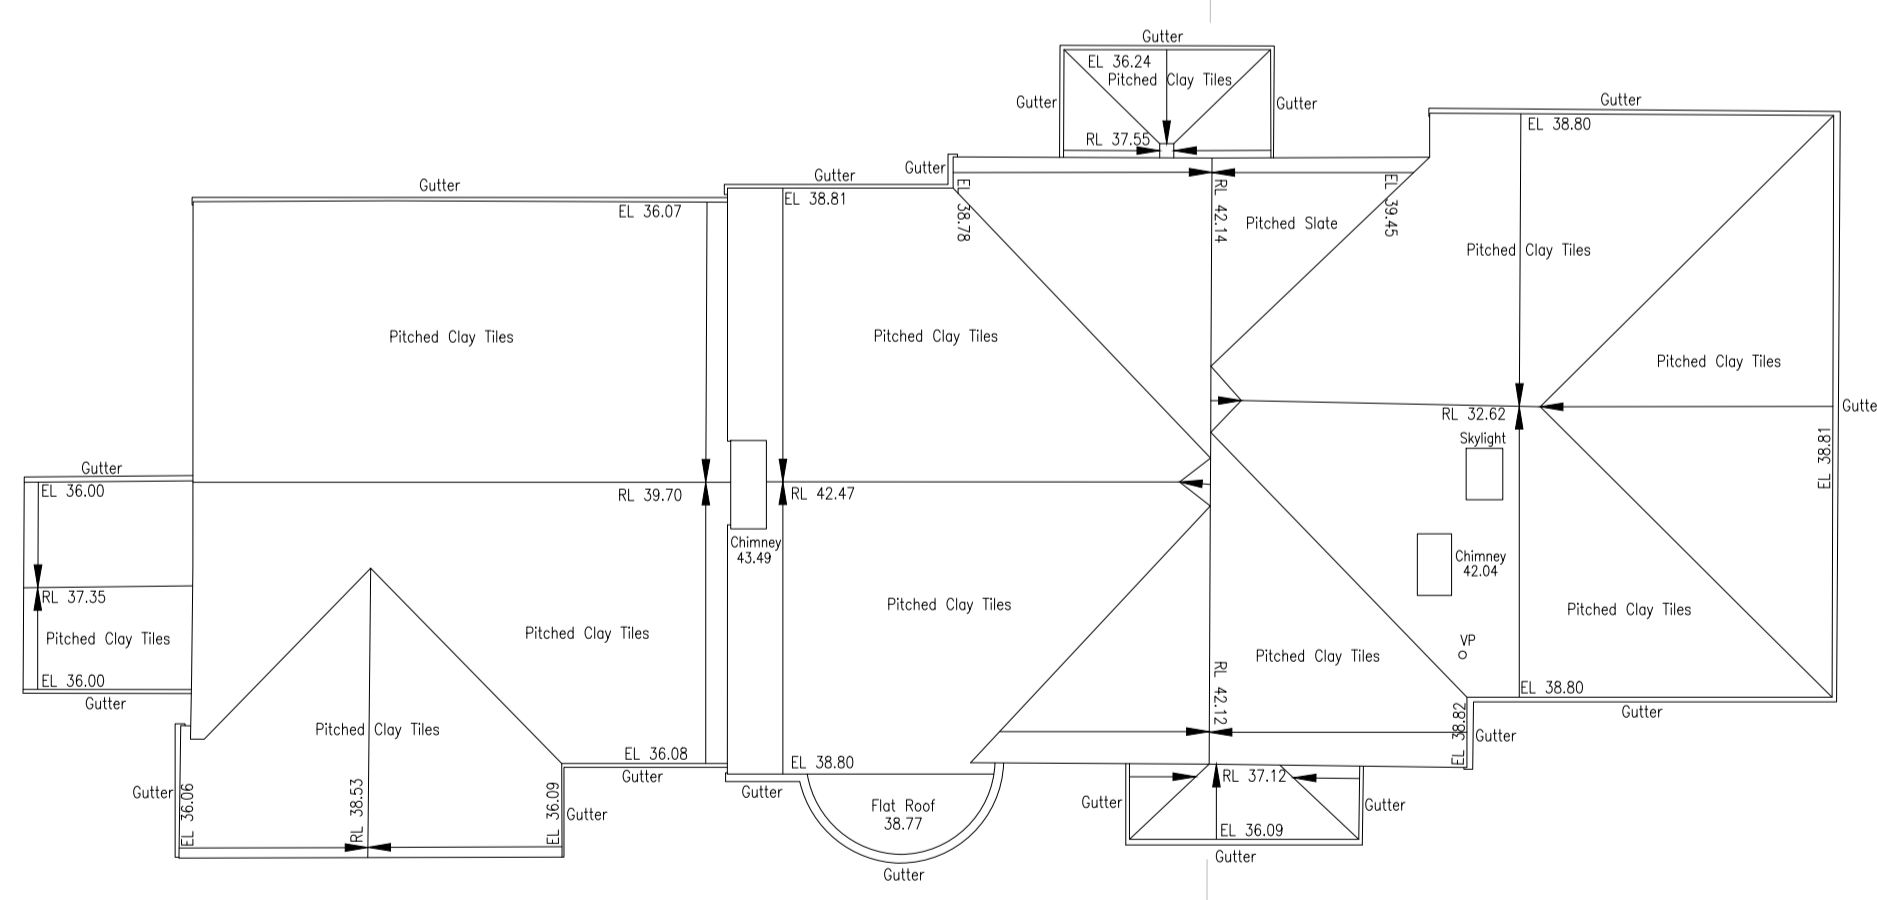 Gutter
EL 36.24
Pitched Clay Tiles
Gutter
Gutter
RL 37.55
Gutter
EL 38.80
Gutter
Gutter
Gutter
EL 36.07
EL 38.81
EL 38.78
RL 42.14
EL 39.45
Pitched Slate
Pitched Clay Tiles
Pitched Clay Tiles
Pitched Clay Tiles
Pitched Clay Tiles
Gutte
RL 32.62
Skylight
EL 38.81
Gutter
EL 36.00
RL 39.70
RL 42.47
Chimney
43.49
Chimney
42.04
RL 37.35
Pitched Clay Tiles
Pitched Clay Tiles
Pitched Clay Tiles
Pitched Clay Tiles
VP
Pitched Clay Tiles
EL 36.00
Gutter
EL 38.80
Gutter
RL 42.12
EL 38.82
Gutter
Pitched Clay Tiles
EL 36.08
Gutter
EL 38.80
Gutter
RL 37.12
Gutter
EL 36.06
RL 38.53
EL 36.09
Gutter
Flat Roof
38.77
Gutter
Gutter
EL 36.09
Gutter
Gutter